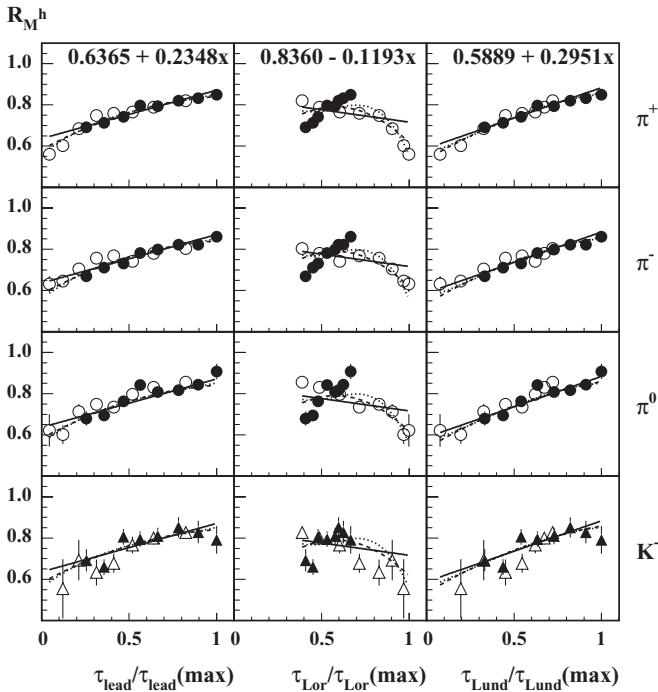 R_M^h
0.6365 + 0.2348x 0.8360 - 0.1193x 0.5889 + 0.2951x
1.0
0.8
0.6
π⁺
1.0
0.8
0.6
π⁻
1.0
0.8
0.6
π⁰
1.0
0.8
0.6
K⁻
0 0.5 1 0 0.5 1 0 0.5 1
τ_lead/τ_lead(max) τ_Lor/τ_Lor(max) τ_Lund/τ_Lund(max)